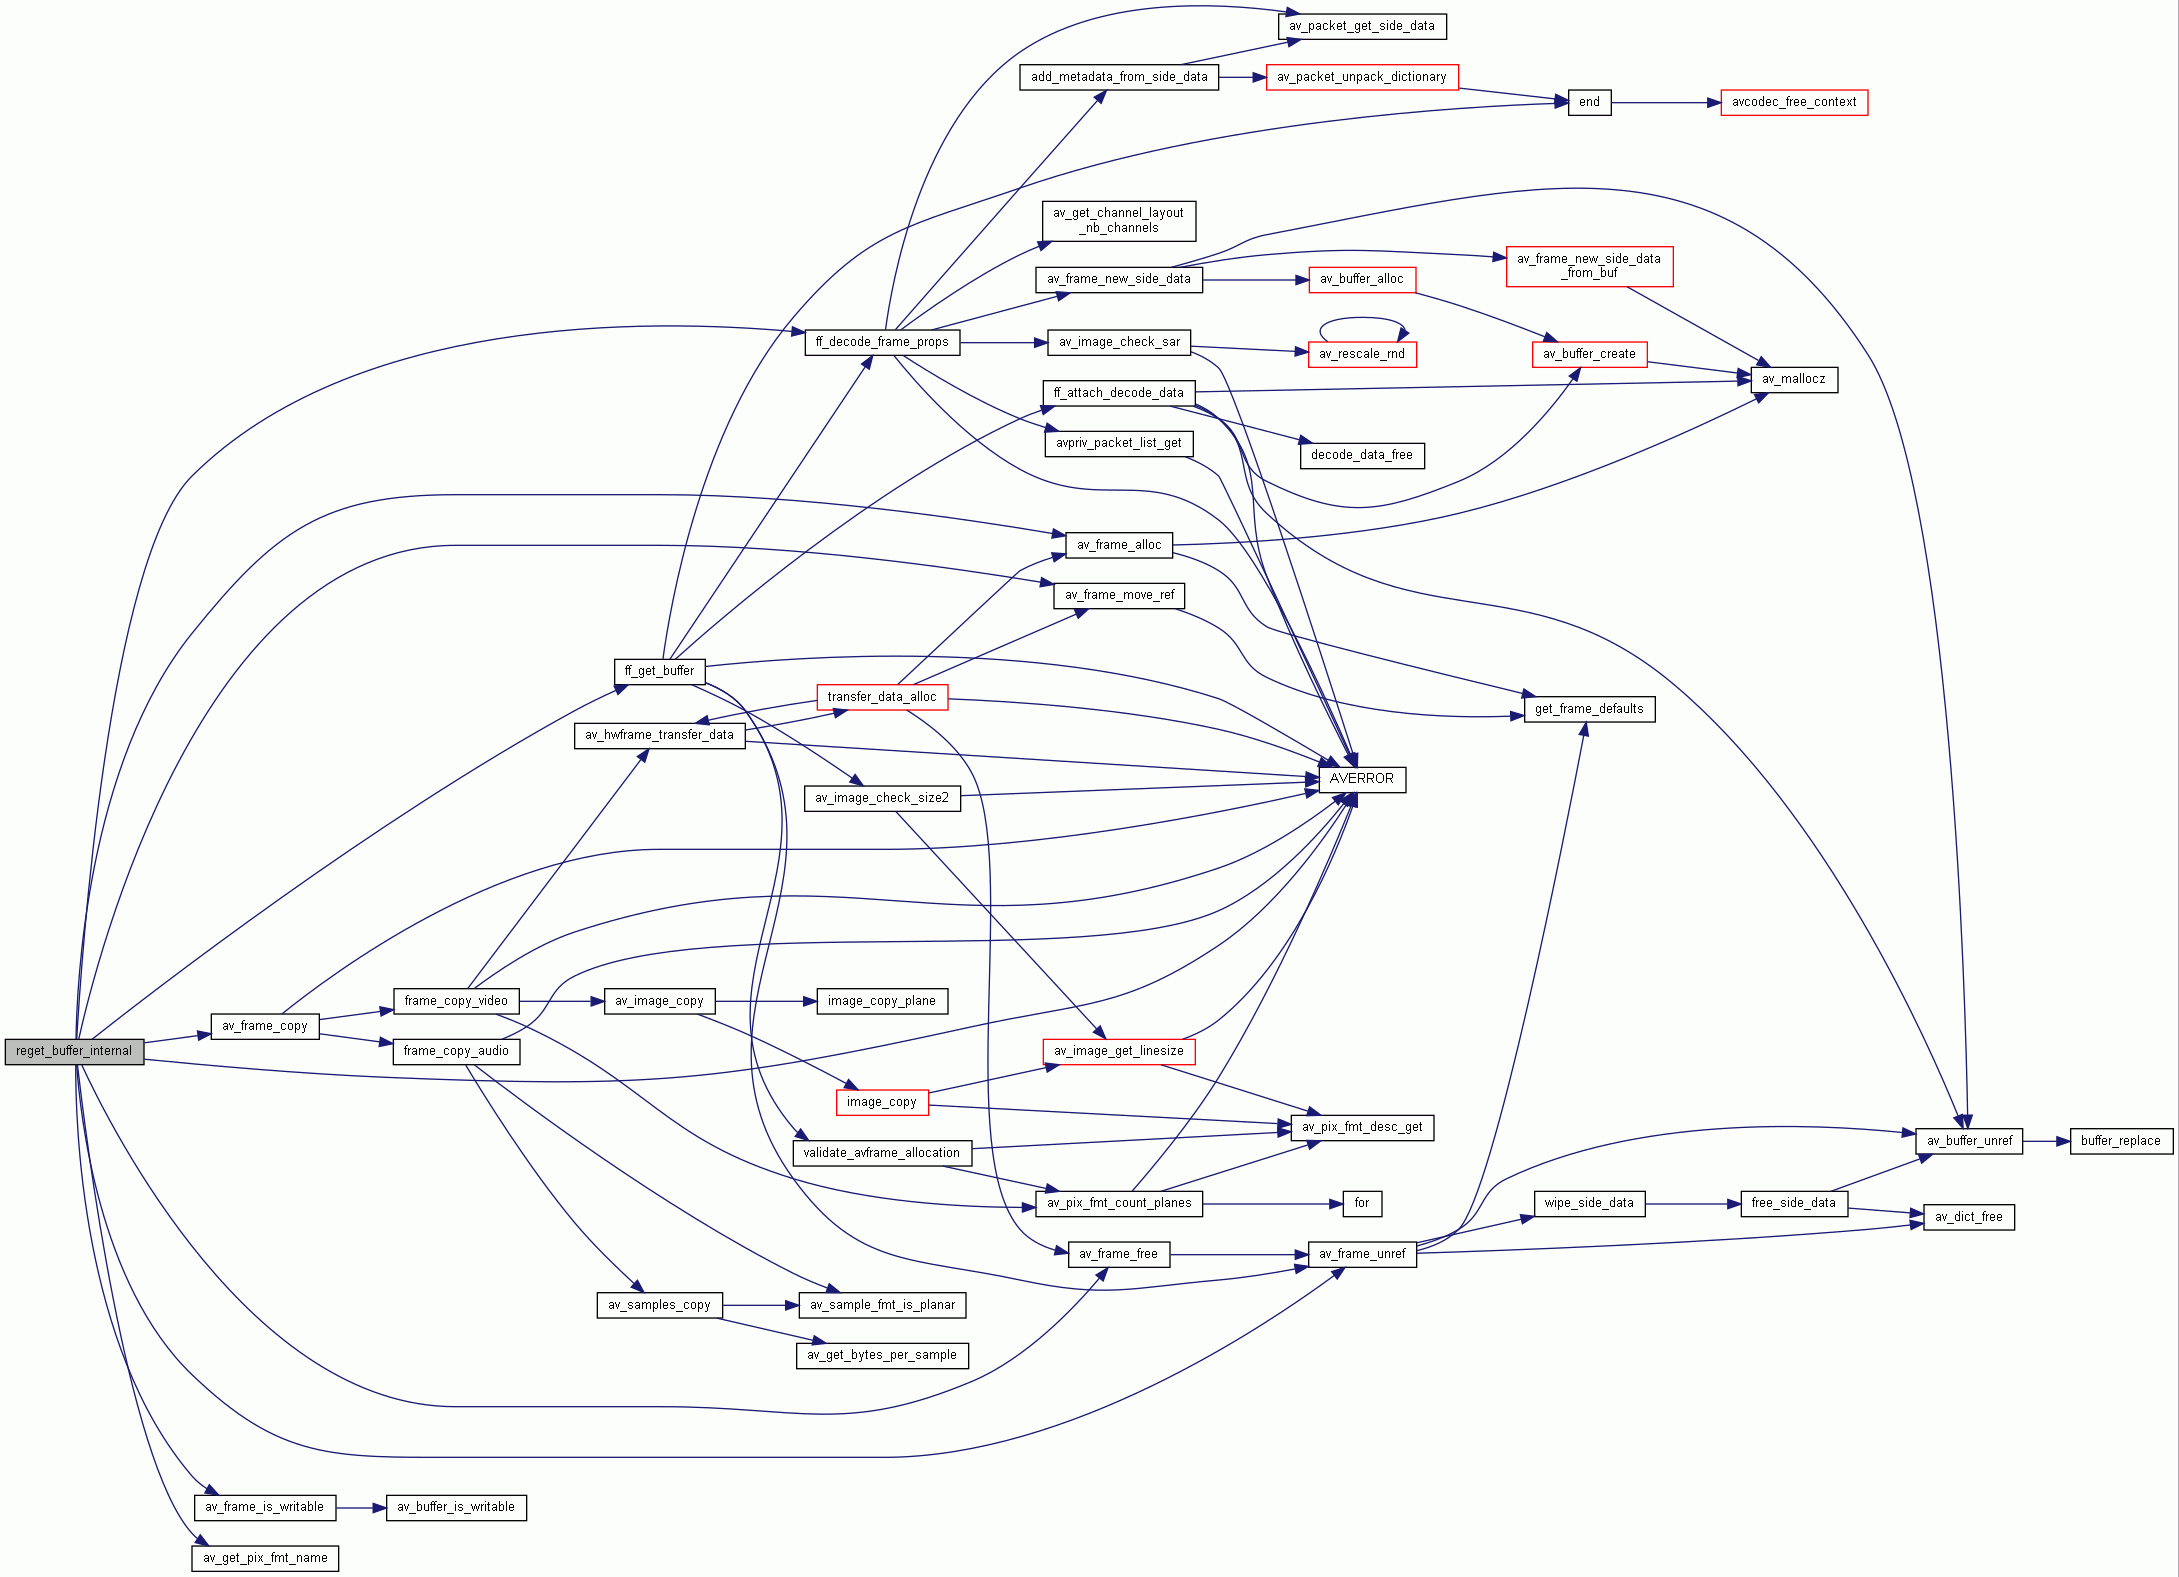 av_packet_get_side_data
add_metadata_from_side_data
av_packet_unpack_dictionary
end
avcodec_free_context
av_get_channel_layout
_nb_channels
av_frame_new_side_data
av_frame_new_side_data
_from_buf
av_buffer_alloc
ff_decode_frame_props
av_image_check_sar
av_rescale_rnd
av_buffer_create
av_mallocz
ff_attach_decode_data
avpriv_packet_list_get
decode_data_free
av_frame_alloc
av_frame_move_ref
ff_get_buffer
transfer_data_alloc
get_frame_defaults
av_hwframe_transfer_data
AVERROR
av_image_check_size2
frame_copy_video
av_image_copy
image_copy_plane
av_frame_copy
reget_buffer_internal
frame_copy_audio
av_image_get_linesize
image_copy
av_pix_fmt_desc_get
validate_avframe_allocation
av_buffer_unref
buffer_replace
av_pix_fmt_count_planes
for
wipe_side_data
free_side_data
av_dict_free
av_frame_free
av_frame_unref
av_samples_copy
av_sample_fmt_is_planar
av_get_bytes_per_sample
av_frame_is_writable
av_buffer_is_writable
av_get_pix_fmt_name